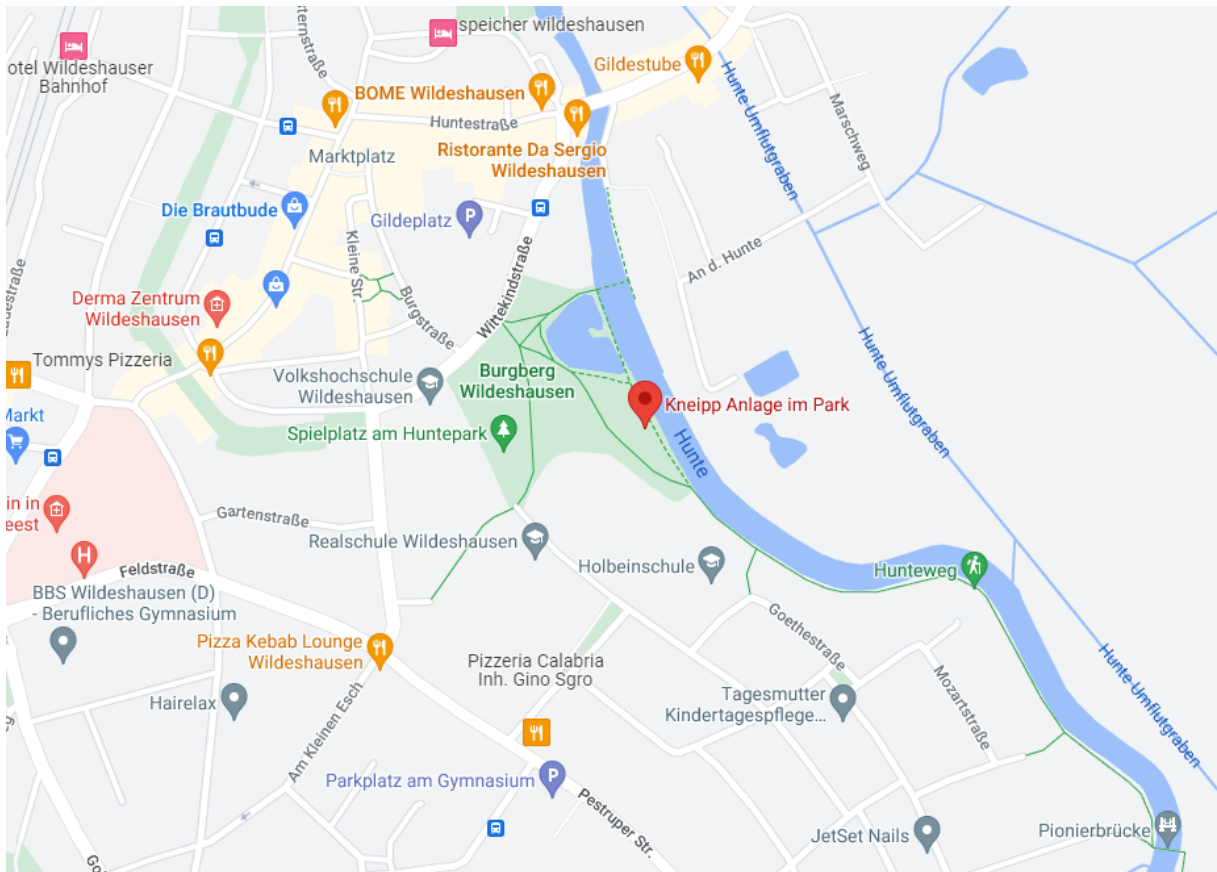 speicher wildeshausen
otel Wildeshauser
Bahnhof
Gildestube
BOME Wildeshausen
Huntestraße
Marktplatz
Ristorante Da Sergio
Wildeshausen
Hunte Umflutgraben
Marschweg
Die Brautbude
Gildeplatz
P
Kleine Str.
Wittekindstraße
An d. Hunte
Derma Zentrum
Wildeshausen
Burgstraße
Tommys Pizzeria
Volkshochschule
Wildeshausen
Burgberg
Wildeshausen
Hunte Umflutgraben
Kneipp Anlage im Park
Markt
Spielplatz am Huntepark
Hunte
in in
eest
Gartenstraße
Realschule Wildeshausen
Holbeinschule
Hunteweg
H
Feldstraße
BBS Wildeshausen (D)
- Berufliches Gymnasium
Goethestraße
Pizza Kebab Lounge
Wildeshausen
Pizzeria Calabria
Inh. Gino Sgro
Hunte Umflutgraben
Mozartstraße
Hairelax
Am Kleinen Esch
Tagesmutter
Kindertagespflege...
Parkplatz am Gymnasium
P
Pestruper Str.
JetSet Nails
Pionierbrücke